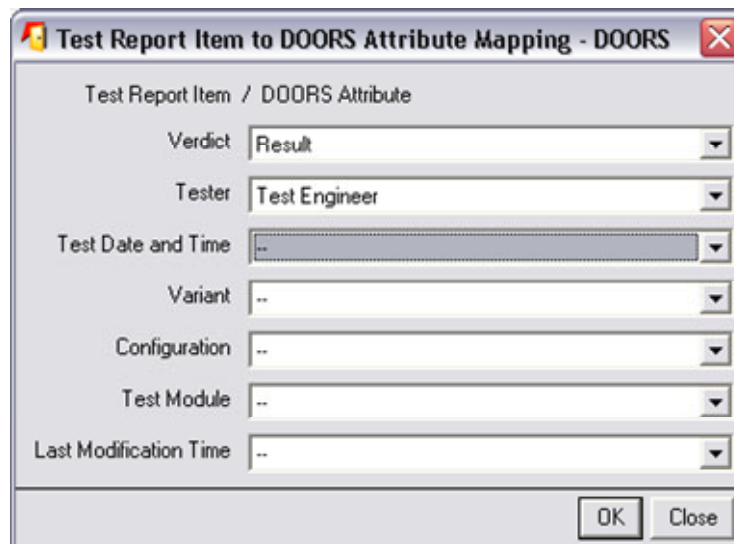 Test Report Item to DOORS Attribute Mapping - DOORS
Test Report Item / DOORS Attribute
Verdict Result
Tester Test Engineer
Test Date and Time --
Variant --
Configuration --
Test Module --
Last Modification Time --
OK Close